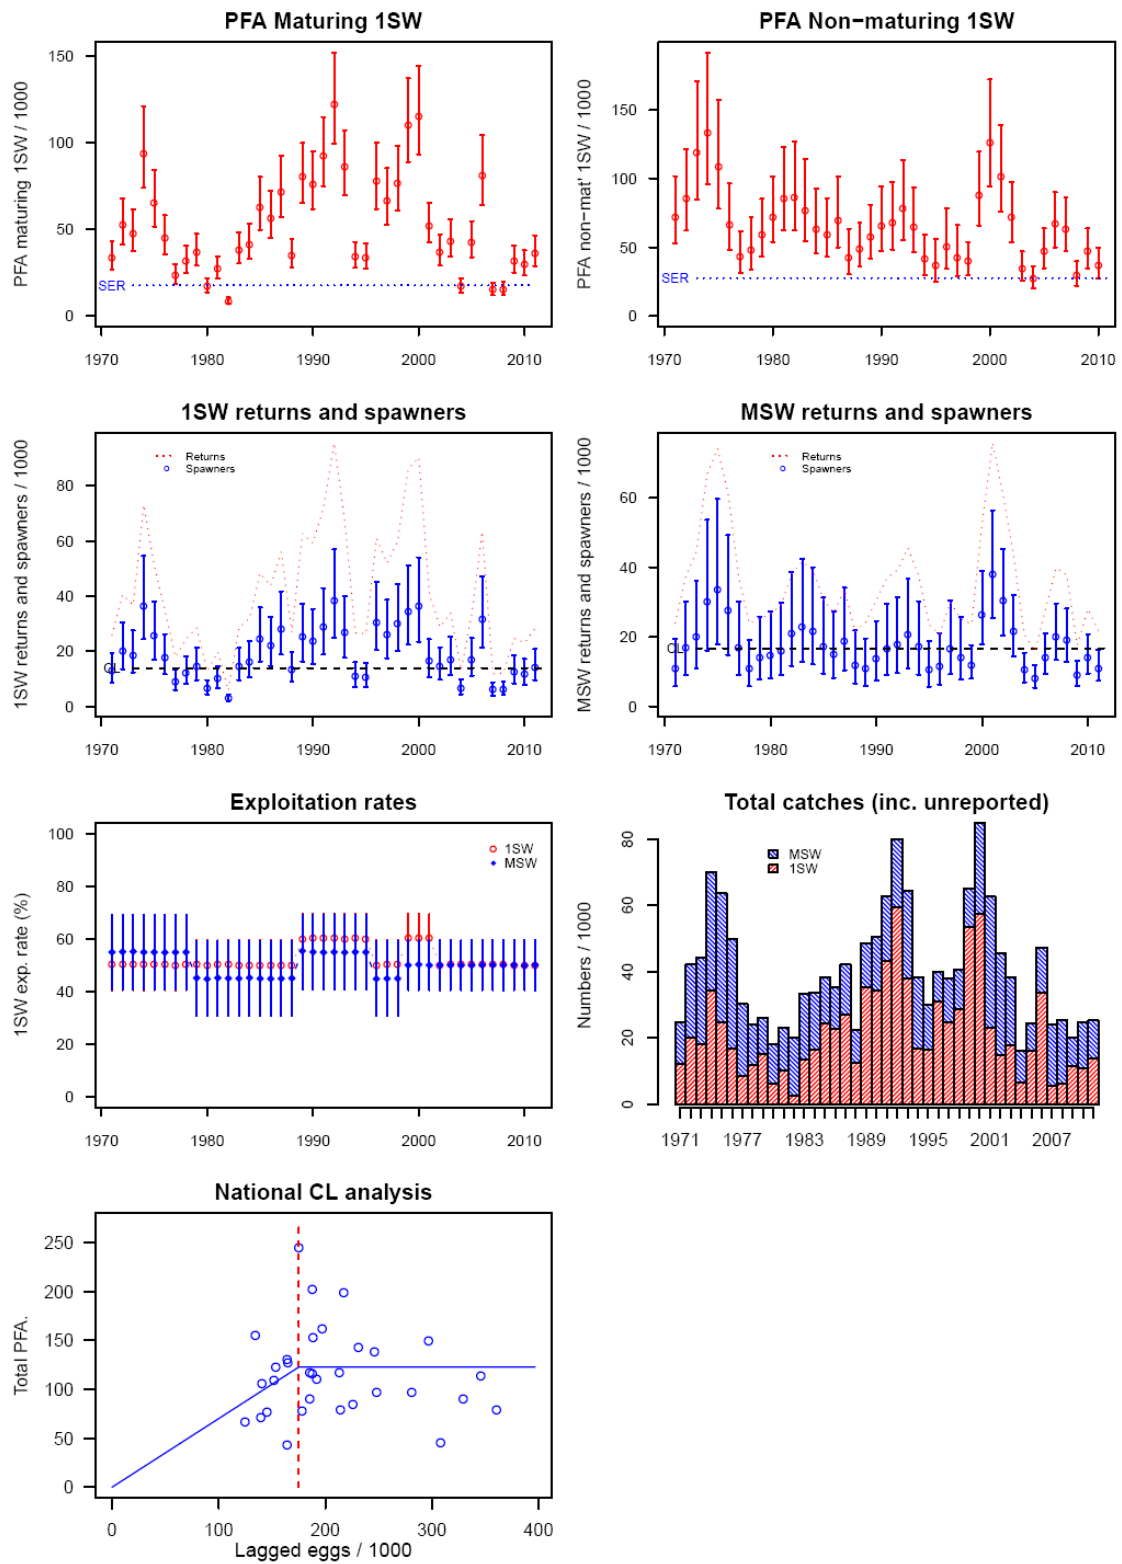 PFA Maturing 1SW
PFA Non−maturing 1SW
PFA maturing 1SW / 1000
150
100
50
0
SER
1970
1980
1990
2000
2010
PFA non−mat' 1SW / 1000
150
100
50
0
SER
1970
1980
1990
2000
2010
1SW returns and spawners
MSW returns and spawners
1SW returns and spawners / 1000
80
60
40
20
0
Returns
Spawners
CL
1970
1980
1990
2000
2010
MSW returns and spawners / 1000
60
40
20
0
Returns
Spawners
CL
1970
1980
1990
2000
2010
Exploitation rates
Total catches (inc. unreported)
1SW exp. rate (%)
100
80
60
40
20
0
1SW
MSW
1970
1980
1990
2000
2010
Numbers / 1000
80
60
40
20
0
MSW
1SW
1971
1977
1983
1989
1995
2001
2007
National CL analysis
Total PFA.
250
200
150
100
50
0
0
100
200
300
400
Lagged eggs / 1000